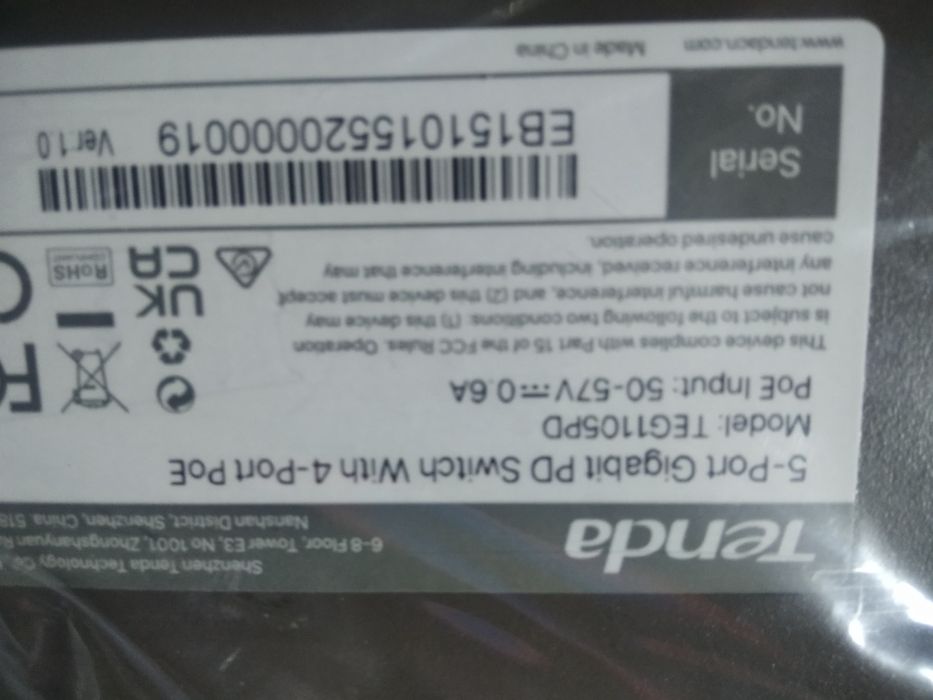 Tenda
Shenzhen Tenda Technology Co.
6-8 Floor, Tower E3, No.1001, Zhongshanyuan
Nanshan District, Shenzhen, China. 518
5-Port Gigabit PD Switch With 4-Port PoE
Model: TEG1105PD
PoE Input: 50-57V⎓0.6A
This device complies with Part 15 of the FCC Rules. Operation
is subject to the following two conditions: (1) this device may
not cause harmful interference, and (2) this device must accept
any interference received, including interference that may
cause undesired operation.
UK
CA
RoHS
Serial
No.
EB15101552000019 Ver1.0
Made in China
www.tendacn.com